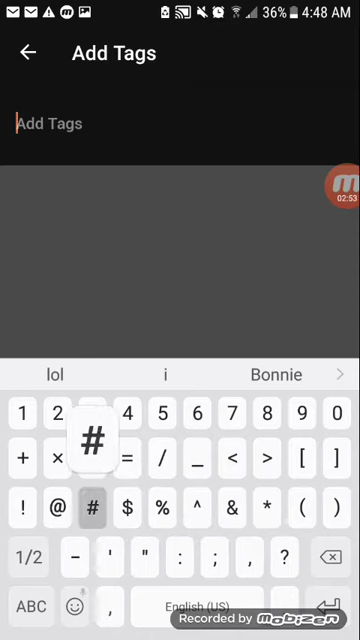 36% 4:48 AM
Add Tags
Add Tags
02:53
lol i Bonnie
1 2 4 5 6 7 8 9 0
+ × # = / _ < > [ ]
! @ # $ % ^ & * ( )
1/2 - ' " : ; , ?
ABC , English (US)
Recorded by Mobizen